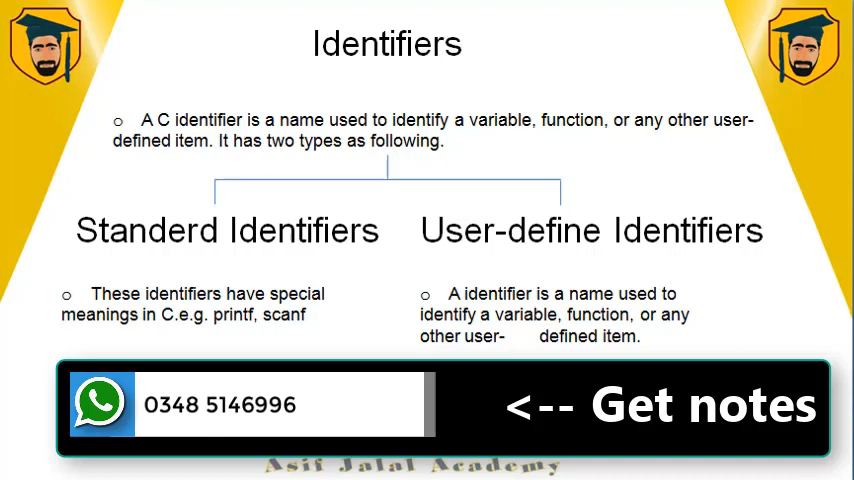 Identifiers
o A C identifier is a name used to identify a variable, function, or any other user-
defined item. It has two types as following.
Standerd Identifiers
User-define Identifiers
o These identifiers have special
meanings in C.e.g. printf, scanf
o A identifier is a name used to
identify a variable, function, or any
other user- defined item.
0348 5146996
<-- Get notes
Asif Jalal Academy